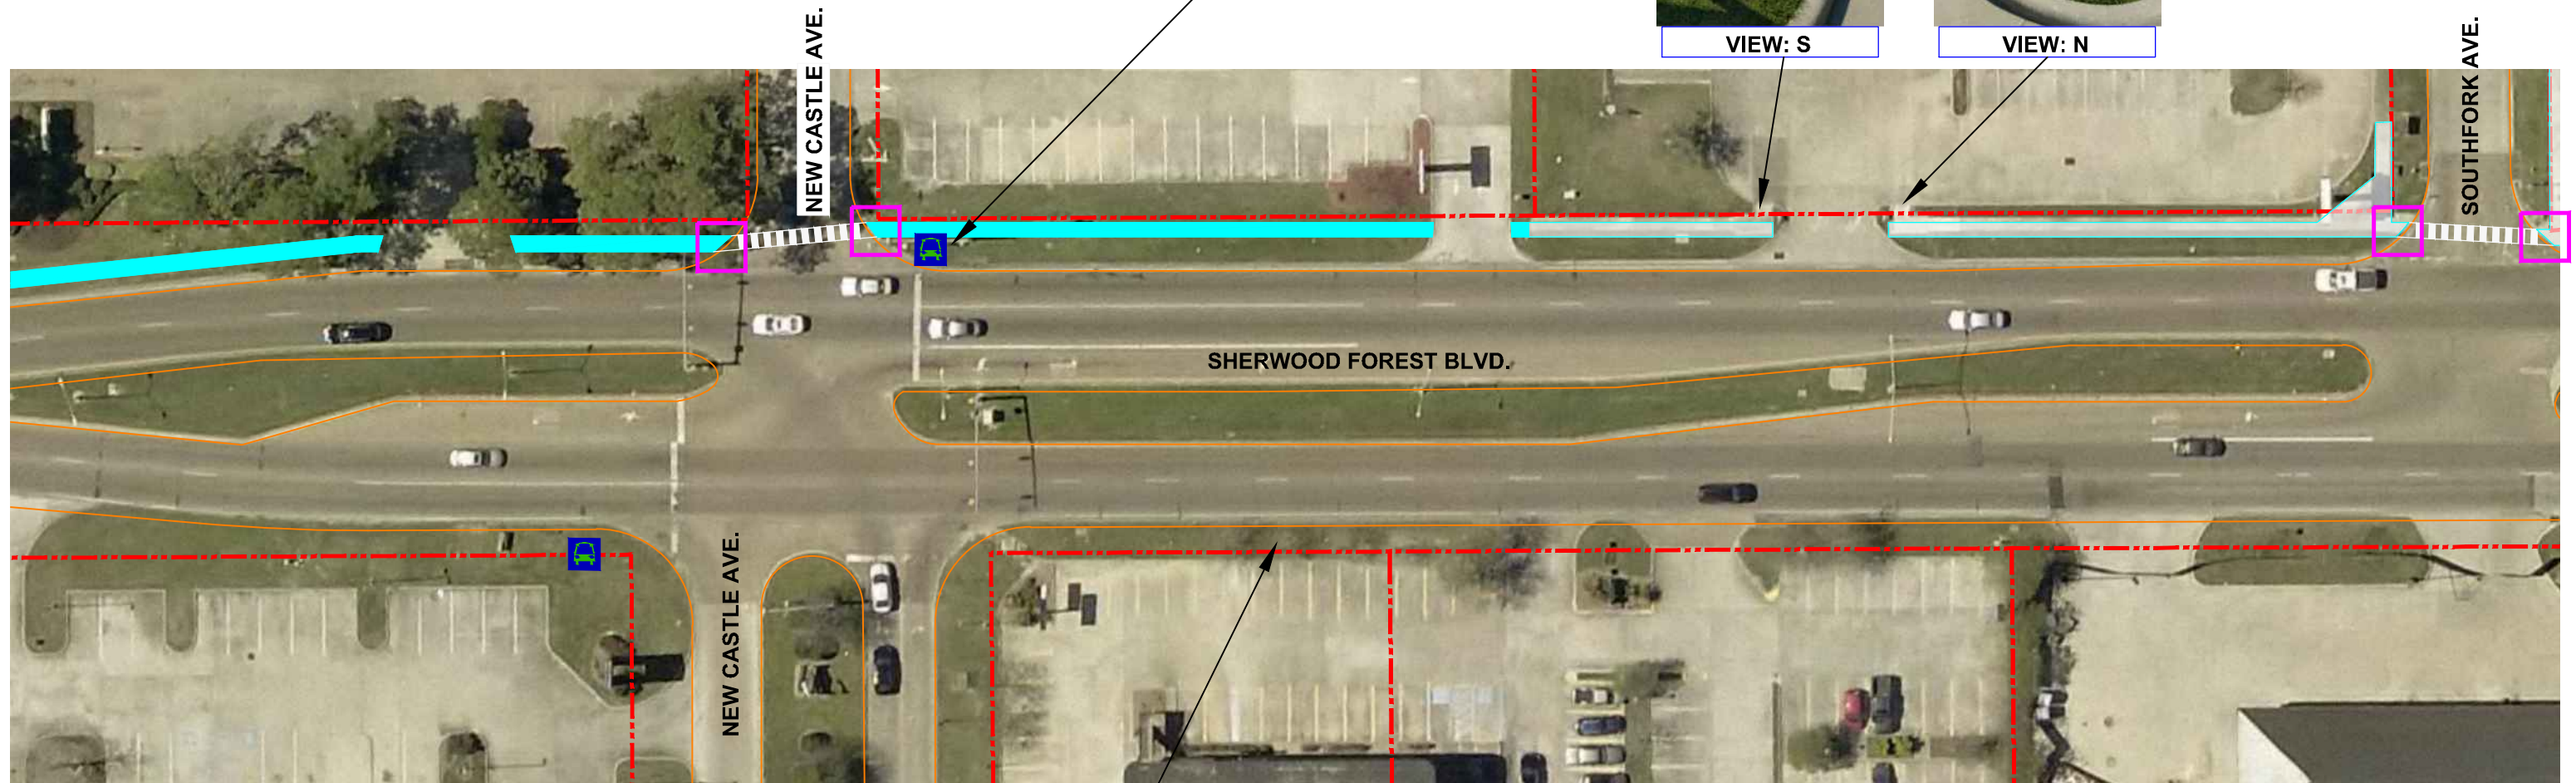 NEW CASTLE AVE.
VIEW: S
VIEW: N
SOUTHFORK AVE.
SHERWOOD FOREST BLVD.
NEW CASTLE AVE.